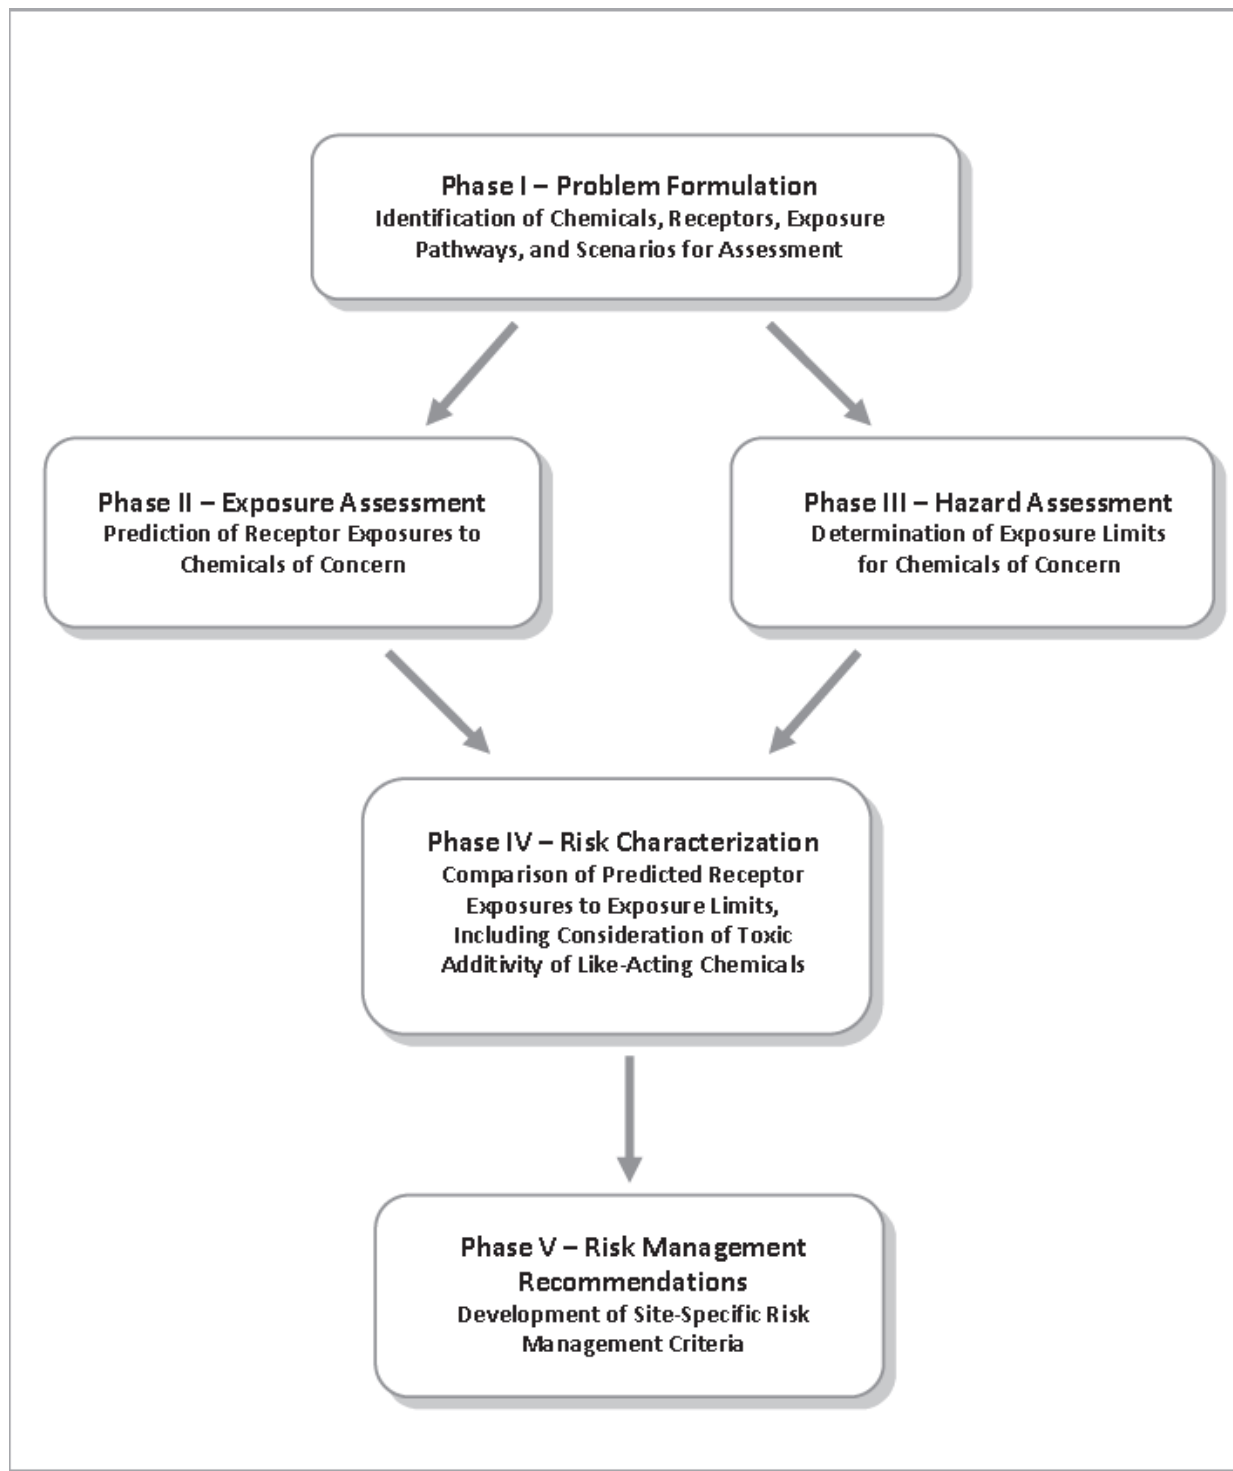 Phase I – Problem Formulation
Identification of Chemicals, Receptors, Exposure
Pathways, and Scenarios for Assessment
Phase II – Exposure Assessment
Prediction of Receptor Exposures to
Chemicals of Concern
Phase III – Hazard Assessment
Determination of Exposure Limits
for Chemicals of Concern
Phase IV – Risk Characterization
Comparison of Predicted Receptor
Exposures to Exposure Limits,
Including Consideration of Toxic
Additivity of Like-Acting Chemicals
Phase V – Risk Management
Recommendations
Development of Site-Specific Risk
Management Criteria